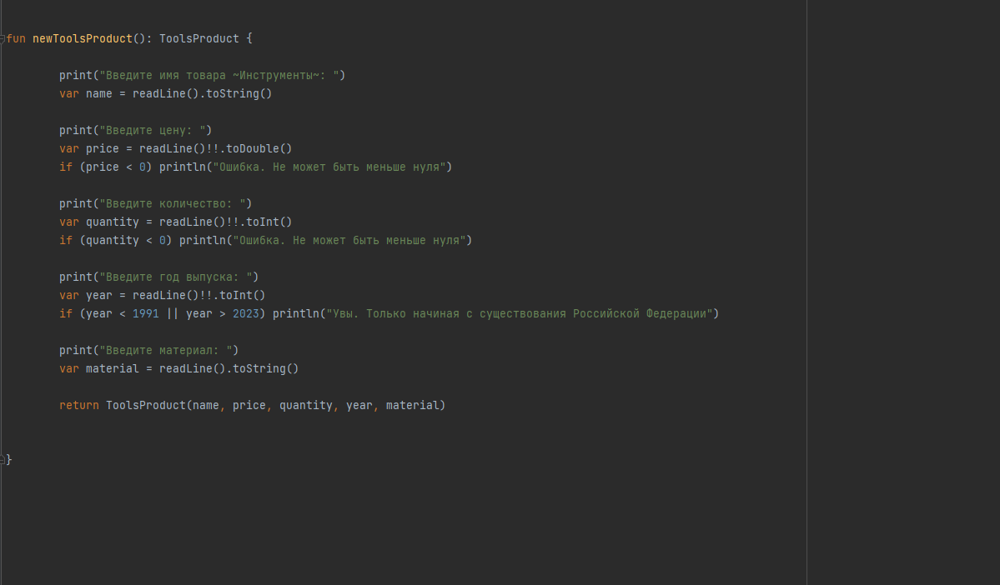 fun newToolsProduct(): ToolsProduct {
print("Введите имя товара ~Инструменты~: ")
var name = readLine().toString()
print("Введите цену: ")
var price = readLine()!!.toDouble()
if (price < 0) println("Ошибка. Не может быть меньше нуля")
print("Введите количество: ")
var quantity = readLine()!!.toInt()
if (quantity < 0) println("Ошибка. Не может быть меньше нуля")
print("Введите год выпуска: ")
var year = readLine()!!.toInt()
if (year < 1991 || year > 2023) println("Увы. Только начиная с существования Российской Федерации")
print("Введите материал: ")
var material = readLine().toString()
return ToolsProduct(name, price, quantity, year, material)
}